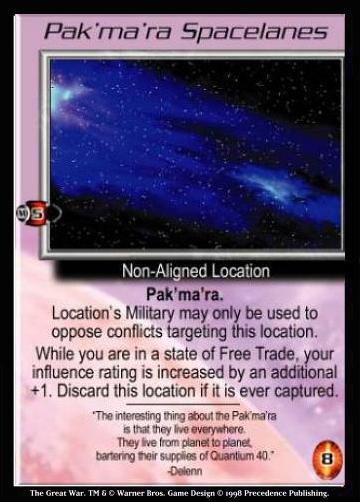 Pak'ma'ra Spacelanes
M 5
Non-Aligned Location
Pak'ma'ra.
Location's Military may only be used to
oppose conflicts targeting this location.
While you are in a state of Free Trade, your
influence rating is increased by an additional
+1. Discard this location if it is ever captured.
"The interesting thing about the Pak'ma'ra
is that they live everywhere.
They live from planet to planet,
bartering their supplies of Quantium 40."
-Delenn
8
The Great War. TM & © Warner Bros. Game Design © 1998 Precedence Publishing.